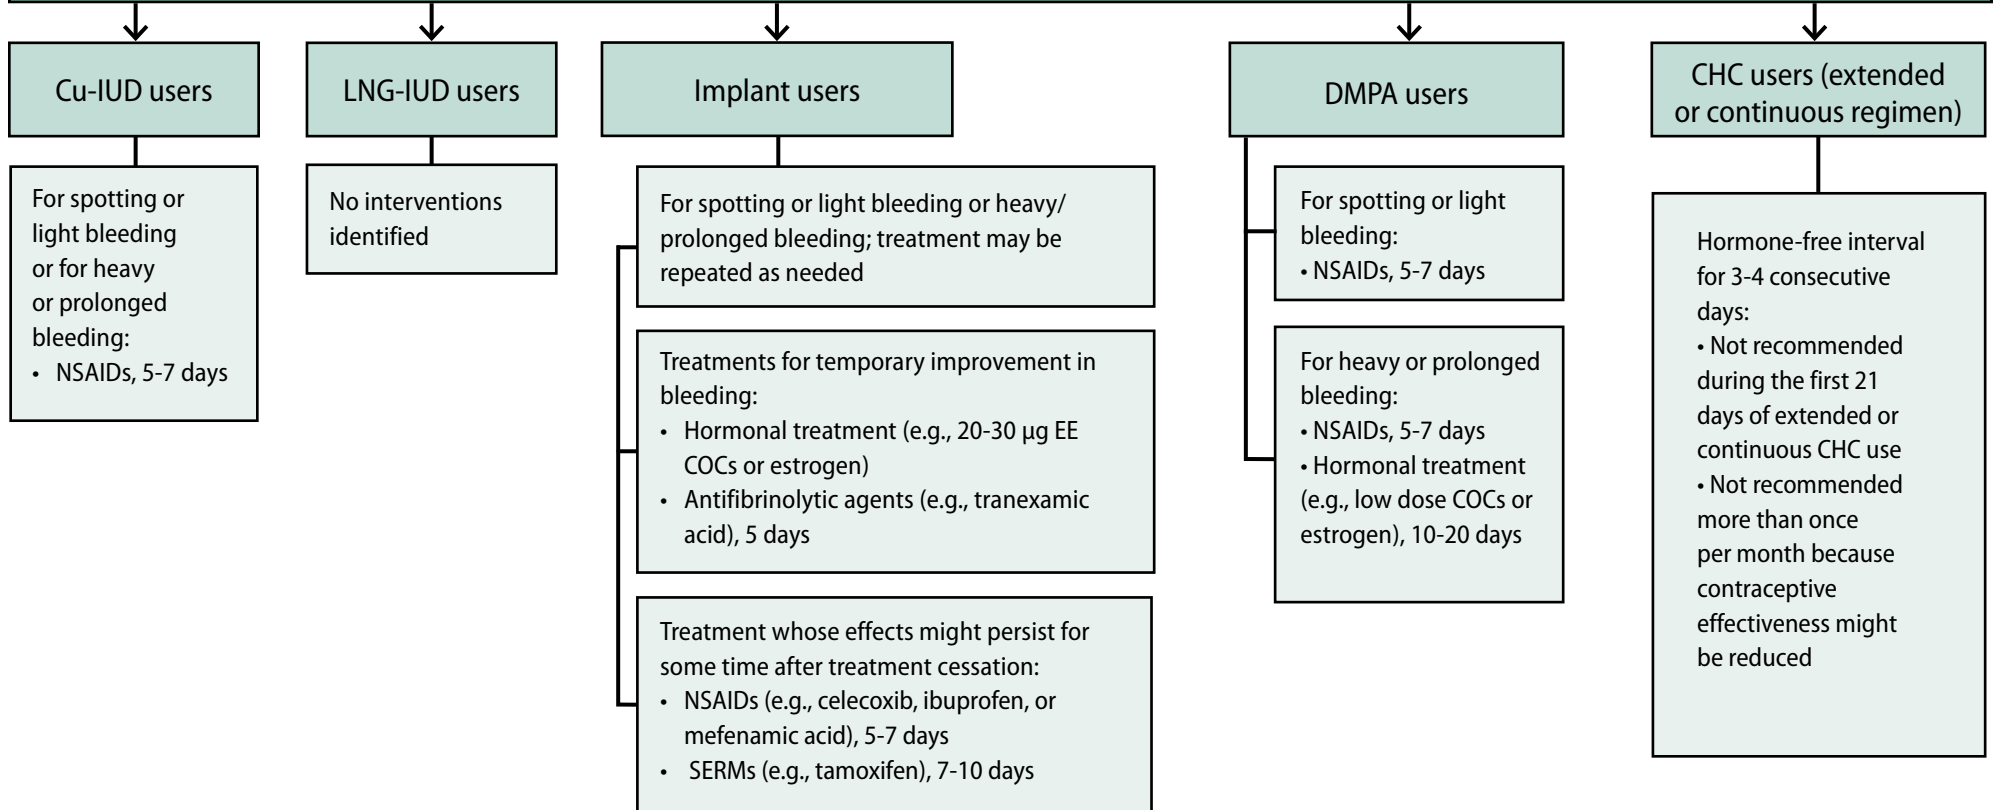 Cu-IUD users
For spotting or
light bleeding
or for heavy
or prolonged
bleeding:
• NSAIDs, 5-7 days
LNG-IUD users
No interventions
identified
Implant users
For spotting or light bleeding or heavy/
prolonged bleeding; treatment may be
repeated as needed
Treatments for temporary improvement in
bleeding:
• Hormonal treatment (e.g., 20-30 µg EE
COCs or estrogen)
• Antifibrinolytic agents (e.g., tranexamic
acid), 5 days
Treatment whose effects might persist for
some time after treatment cessation:
• NSAIDs (e.g., celecoxib, ibuprofen, or
mefenamic acid), 5-7 days
• SERMs (e.g., tamoxifen), 7-10 days
DMPA users
For spotting or light
bleeding:
• NSAIDs, 5-7 days
For heavy or prolonged
bleeding:
• NSAIDs, 5-7 days
• Hormonal treatment
(e.g., low dose COCs or
estrogen), 10-20 days
CHC users (extended
or continuous regimen)
Hormone-free interval
for 3-4 consecutive
days:
• Not recommended
during the first 21
days of extended or
continuous CHC use
• Not recommended
more than once
per month because
contraceptive
effectiveness might
be reduced